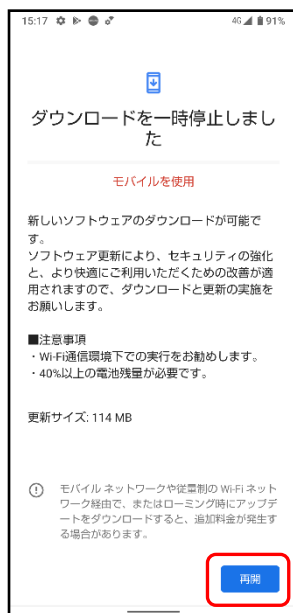 15:17 4G 91%
ダウンロードを一時停止しまし
た
モバイルを使用
新しいソフトウェアのダウンロードが可能で
す。
ソフトウェア更新により、セキュリティの強化
と、より快適にご利用いただくための改善が適
用されますので、ダウンロードと更新の実施を
お願いします。
■注意事項
・Wi-Fi通信環境下での実行をお勧めします。
・40%以上の電池残量が必要です。
更新サイズ: 114 MB
モバイル ネットワークや従量制の Wi-Fi ネット
ワーク経由で、またはローミング時にアップデ
ートをダウンロードすると、追加料金が発生す
る場合があります。
再開